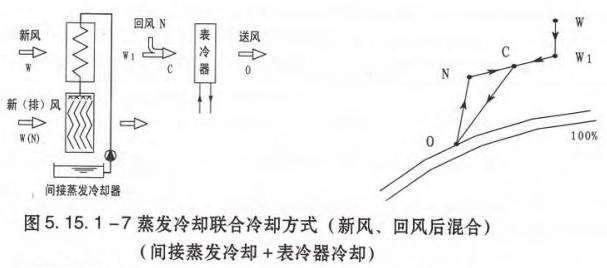 新风
W
新（排）风
W(N)
间接蒸发冷却器
回风 N
W1
C
表冷器
送风
O
W
W1
C
N
O
100%
图 5. 15. 1 -7 蒸发冷却联合冷却方式（新风、回风后混合）
（间接蒸发冷却 + 表冷器冷却）